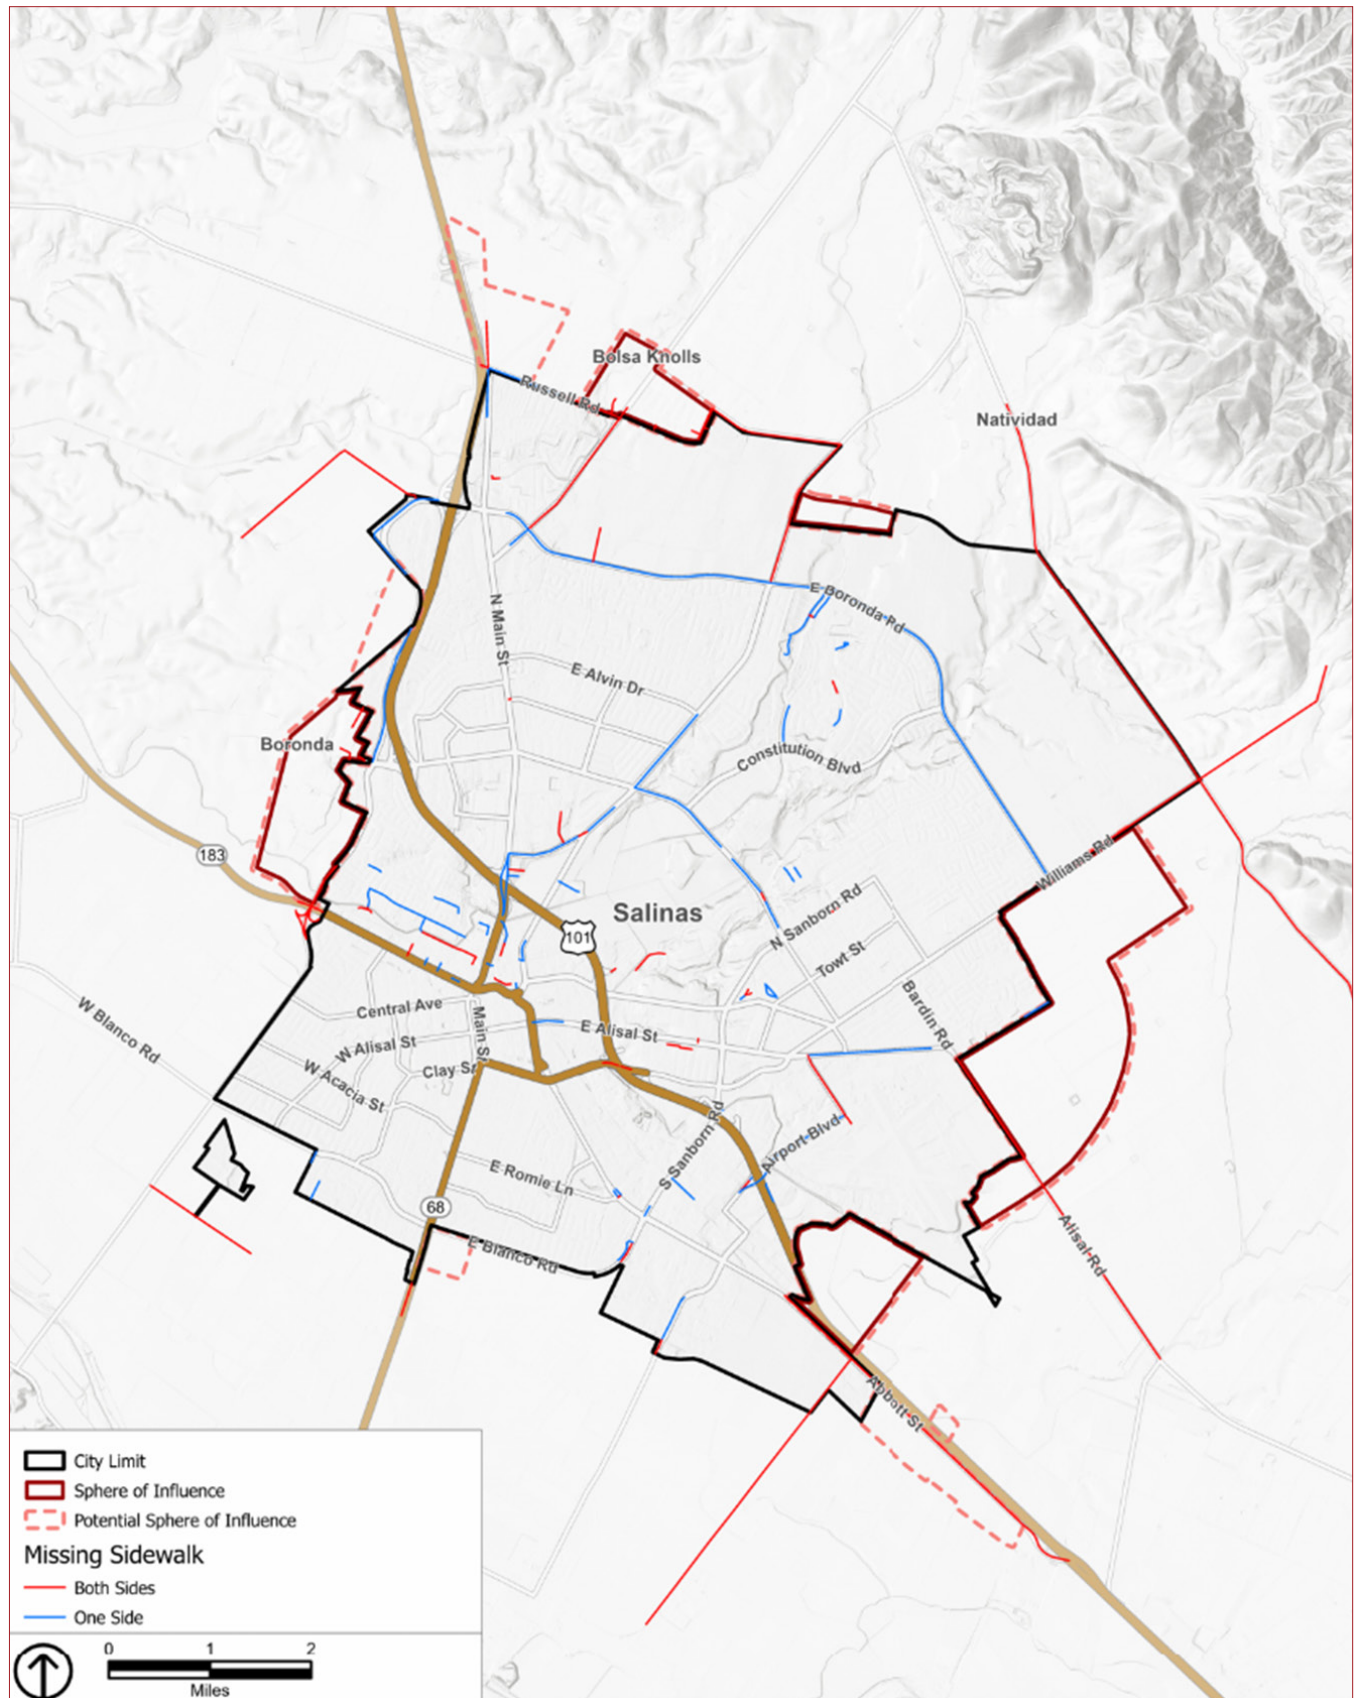 Bolsa Knolls
Russell Rd
Natividad
E Boronda Rd
N Main St
E Alvin Dr
Boronda
Constitution Blvd
183
Williams Rd
Salinas
101
N Sanborn Rd
Towt St
Bardin Rd
W Blanco Rd
Central Ave
Main St
E Alisal St
W Alisal St
Clay St
W Acacia St
S Sanborn Rd
Airport Blvd
E Romie Ln
68
E Blanco Rd
Alisal Rd
Abbott St
City Limit
Sphere of Influence
Potential Sphere of Influence
Missing Sidewalk
Both Sides
One Side
0 1 2
Miles